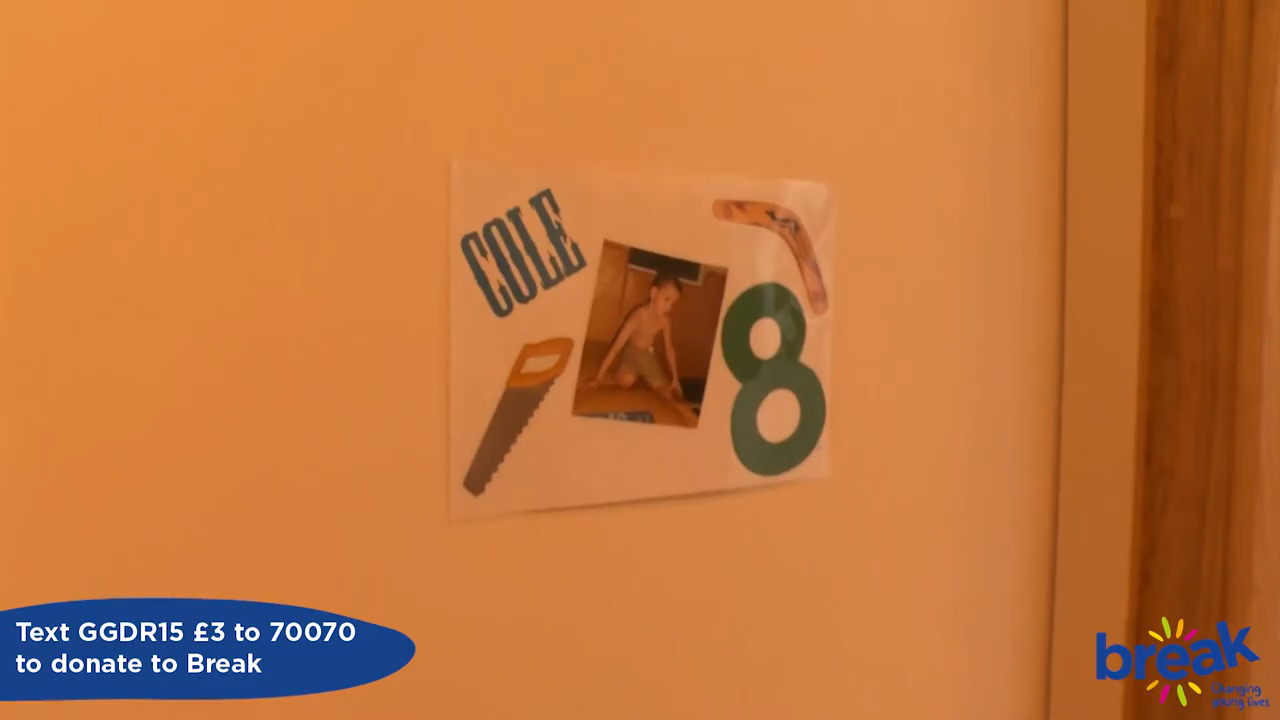 COLE
8
Text GGDR15 £3 to 70070
to donate to Break
break
Changing
young lives